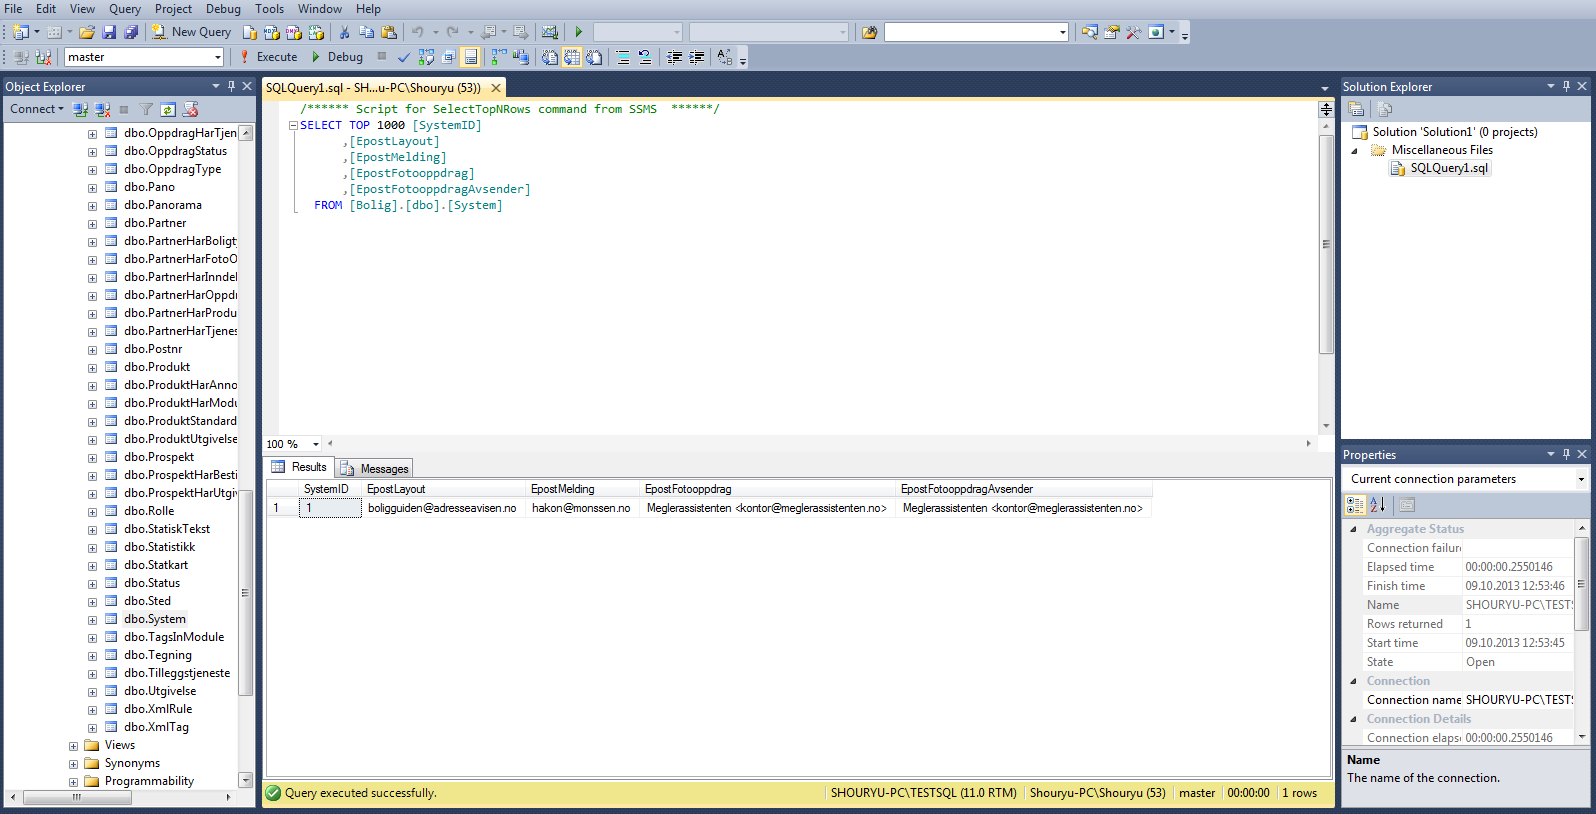 File Edit View Query Project Debug Tools Window Help
New Query
master Execute Debug
Object Explorer
Connect
dbo.OppdragHarTjen
dbo.OppdragStatus
dbo.OppdragType
dbo.Pano
dbo.Panorama
dbo.Partner
dbo.PartnerHarBoligt
dbo.PartnerHarFotoO
dbo.PartnerHarInndel
dbo.PartnerHarOppdr
dbo.PartnerHarProdu
dbo.PartnerHarTjenes
dbo.Postnr
dbo.Produkt
dbo.ProduktHarAnno
dbo.ProduktHarModu
dbo.ProduktStandard
dbo.ProduktUtgivelse
dbo.Prospekt
dbo.ProspektHarBesti
dbo.ProspektHarUtgiv
dbo.Rolle
dbo.StatiskTekst
dbo.Statistikk
dbo.Statkart
dbo.Status
dbo.Sted
dbo.System
dbo.TagsInModule
dbo.Tegning
dbo.Tilleggstjeneste
dbo.Utgivelse
dbo.XmlRule
dbo.XmlTag
Views
Synonyms
Programmability
SQLQuery1.sql - SH...u-PC\Shouryu (53))
/****** Script for SelectTopNRows command from SSMS ******/
SELECT TOP 1000 [SystemID]
,[EpostLayout]
,[EpostMelding]
,[EpostFotooppdrag]
,[EpostFotooppdragAvsender]
FROM [Bolig].[dbo].[System]
100 %
Results Messages
SystemID EpostLayout EpostMelding EpostFotooppdrag EpostFotooppdragAvsender
1 1 boligguiden@adresseavisen.no hakon@monssen.no Meglerassistenten <kontor@meglerassistenten.no> Meglerassistenten <kontor@meglerassistenten.no>
Query executed successfully. SHOURYU-PC\TESTSQL (11.0 RTM) Shouryu-PC\Shouryu (53) master 00:00:00 1 rows
Solution Explorer
Solution 'Solution1' (0 projects)
Miscellaneous Files
SQLQuery1.sql
Properties
Current connection parameters
Aggregate Status
Connection failure
Elapsed time 00:00:00.2550146
Finish time 09.10.2013 12:53:46
Name SHOURYU-PC\TESTS
Rows returned 1
Start time 09.10.2013 12:53:45
State Open
Connection
Connection name SHOURYU-PC\TESTS
Connection Details
Connection elaps 00:00:00.2550146
Name
The name of the connection.